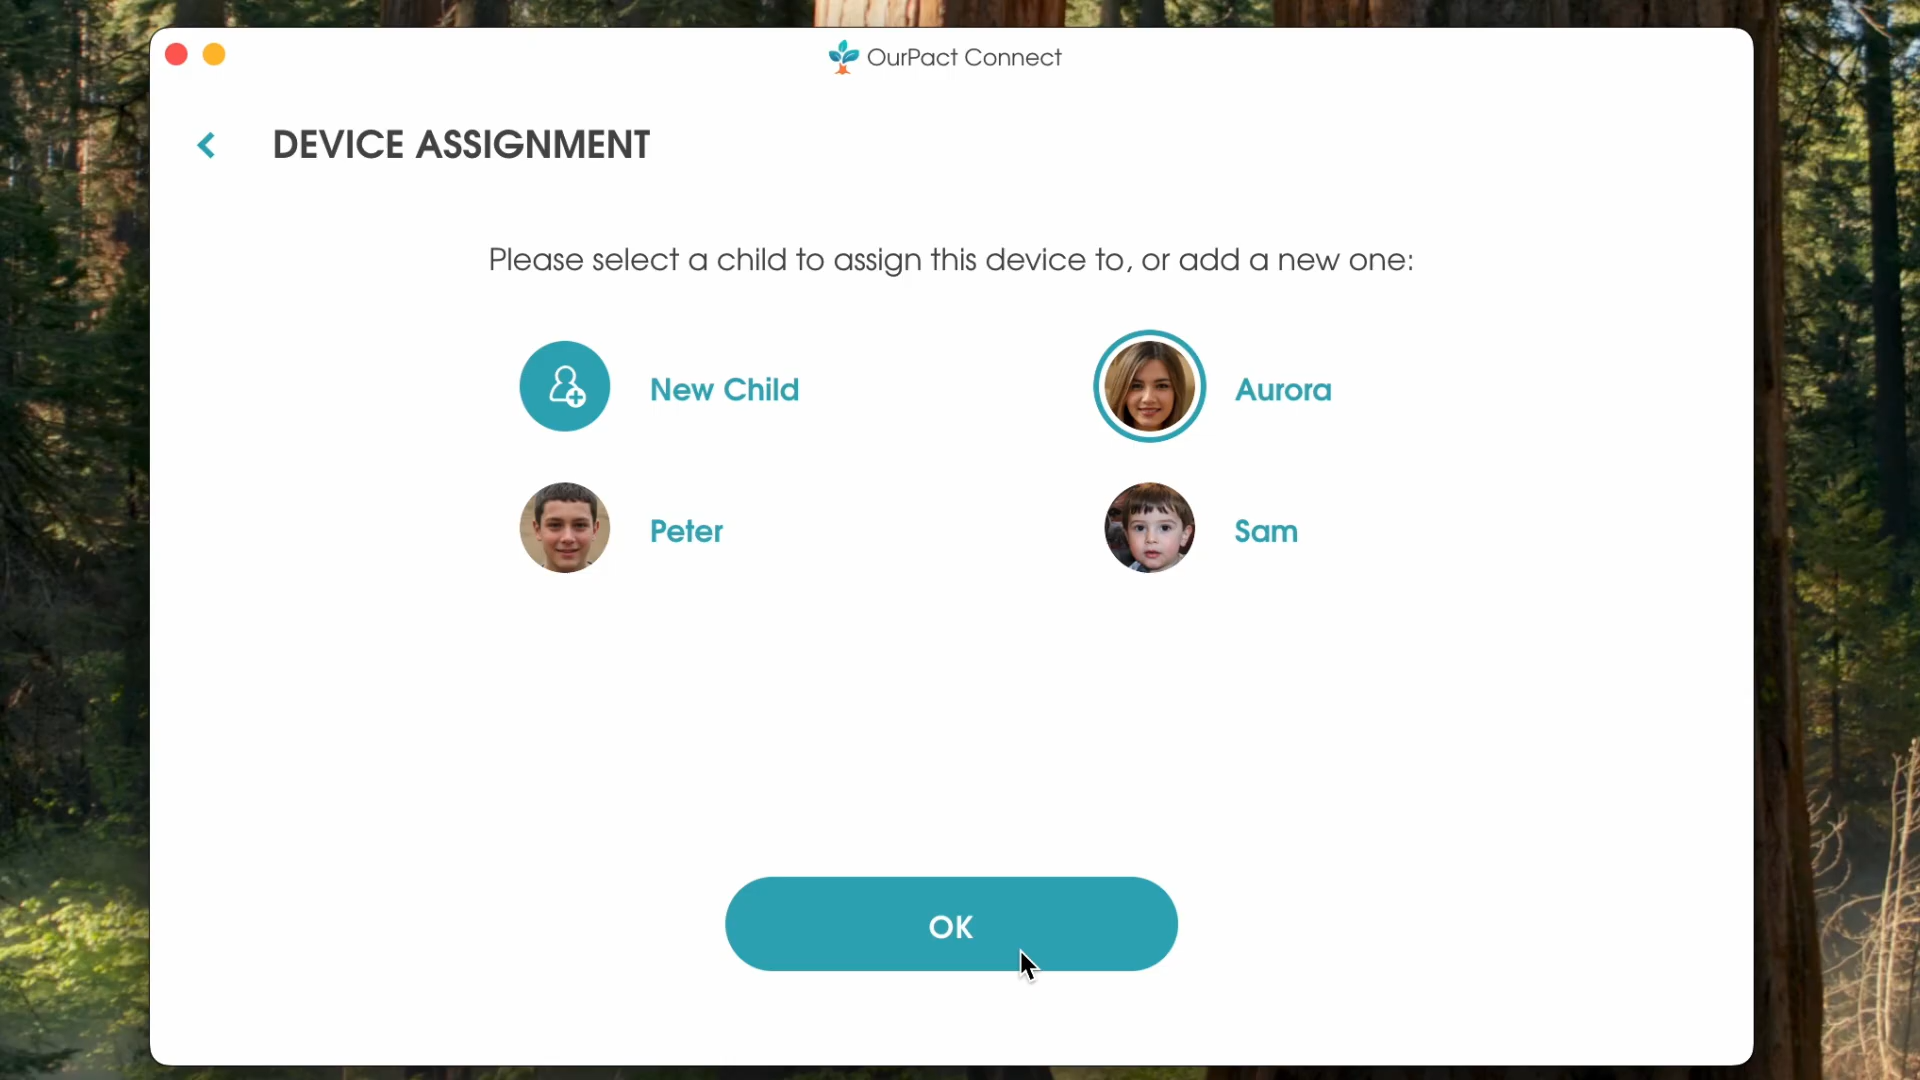 OurPact Connect
DEVICE ASSIGNMENT
Please select a child to assign this device to, or add a new one:
New Child
Aurora
Peter
Sam
OK